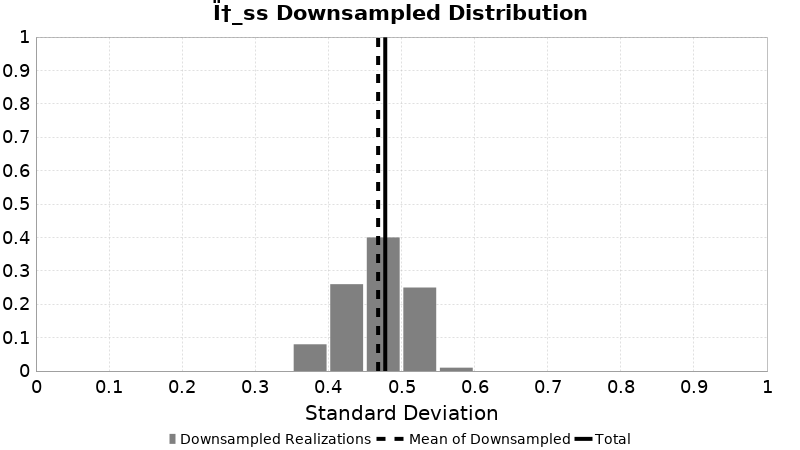 Ï†_ss Downsampled Distribution
1
0.9
0.8
0.7
0.6
0.5
0.4
0.3
0.2
0.1
0
0 0.1 0.2 0.3 0.4 0.5 0.6 0.7 0.8 0.9 1
Standard Deviation
Downsampled Realizations Mean of Downsampled Total